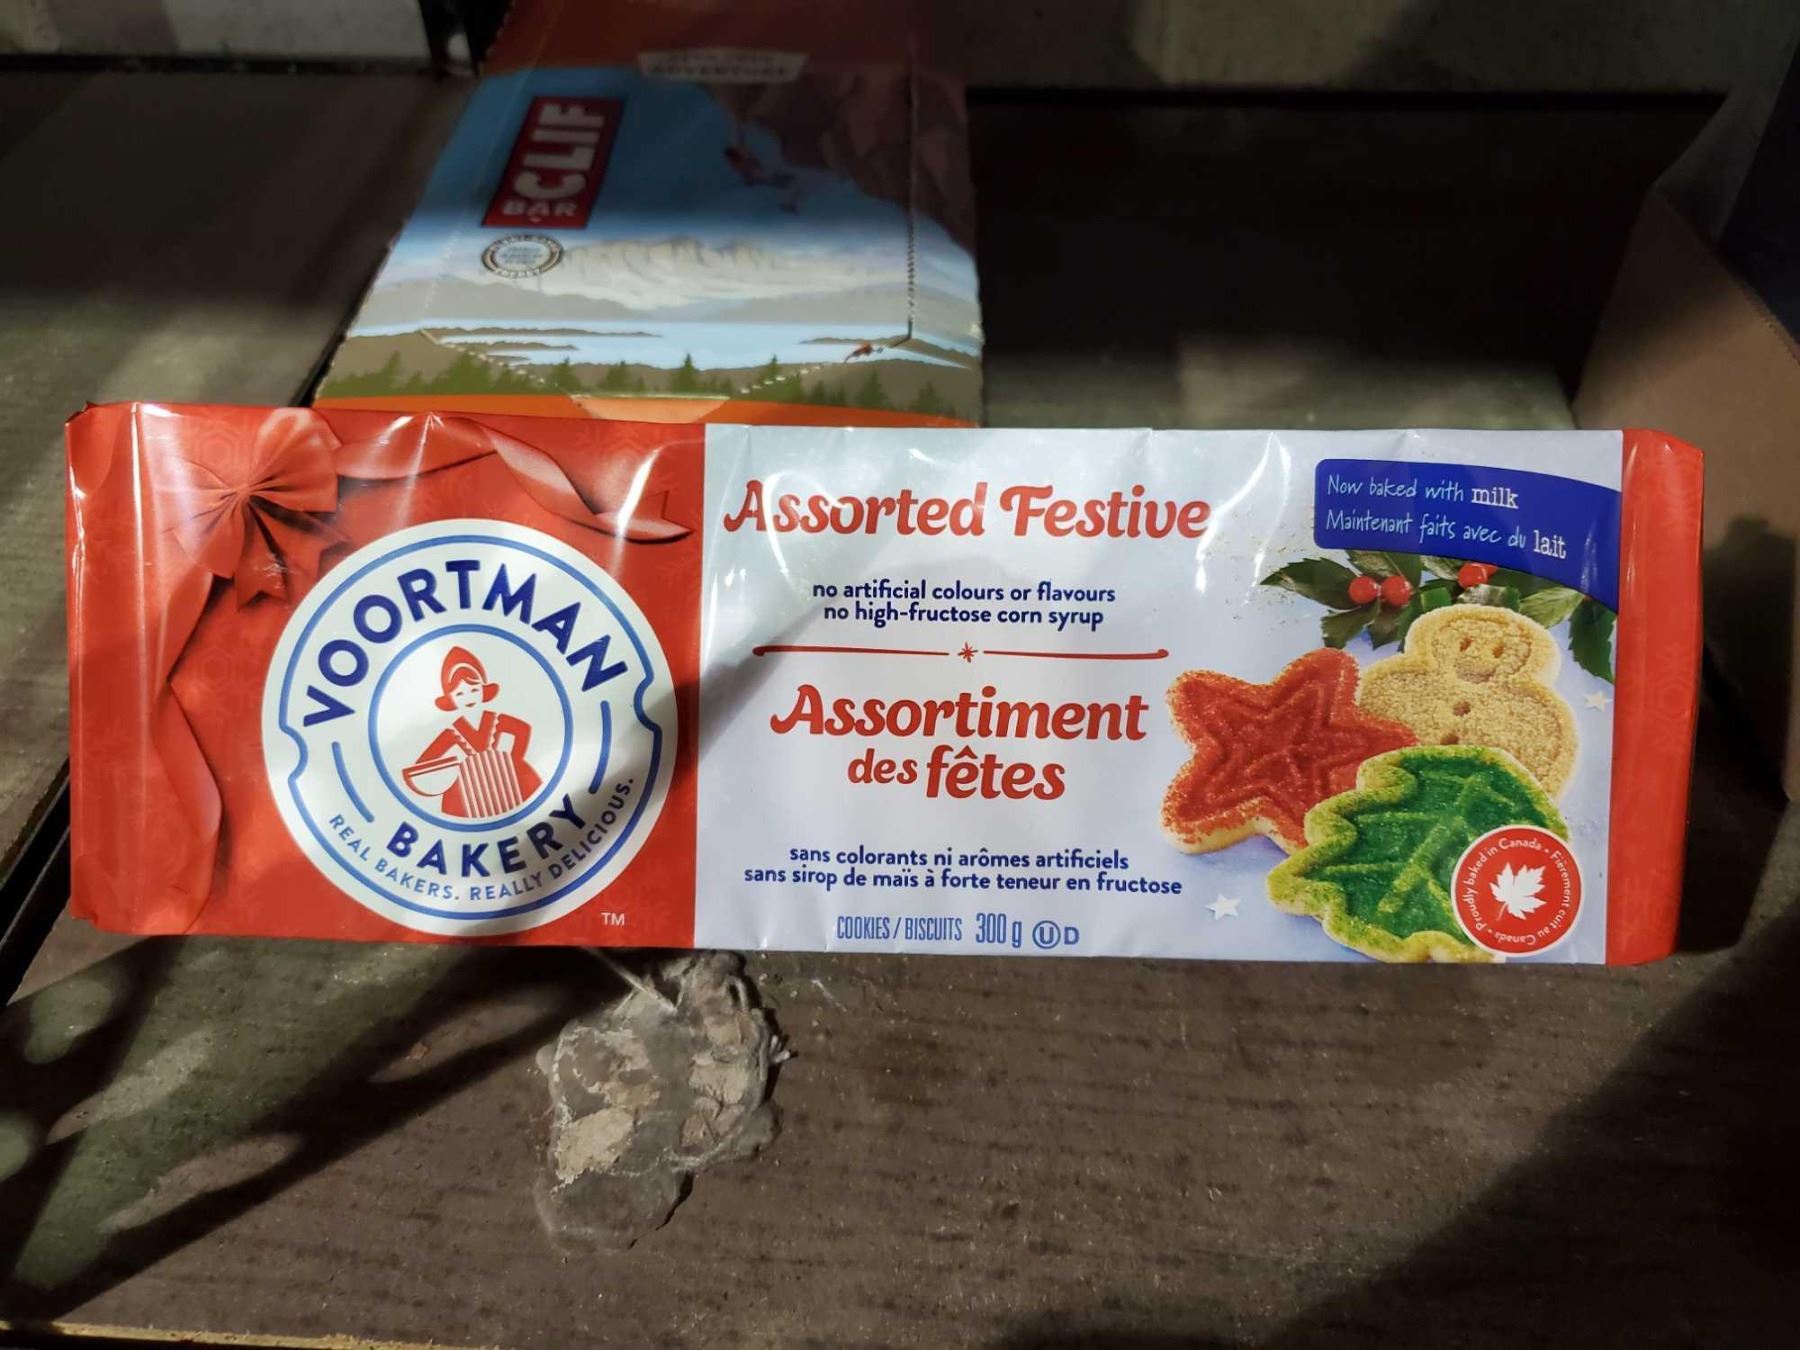 ADVENTURE
CLIF
BAR
VOORTMAN
BAKERY
REAL BAKERS. REALLY DELICIOUS.
TM
Assorted Festive
no artificial colours or flavours
no high-fructose corn syrup
Assortiment
des fêtes
sans colorants ni arômes artificiels
sans sirop de maïs à forte teneur en fructose
COOKIES / BISCUITS 300 g U D
Now baked with milk
Maintenant faits avec du lait
Proudly baked in Canada • Fièrement cuit au Canada •